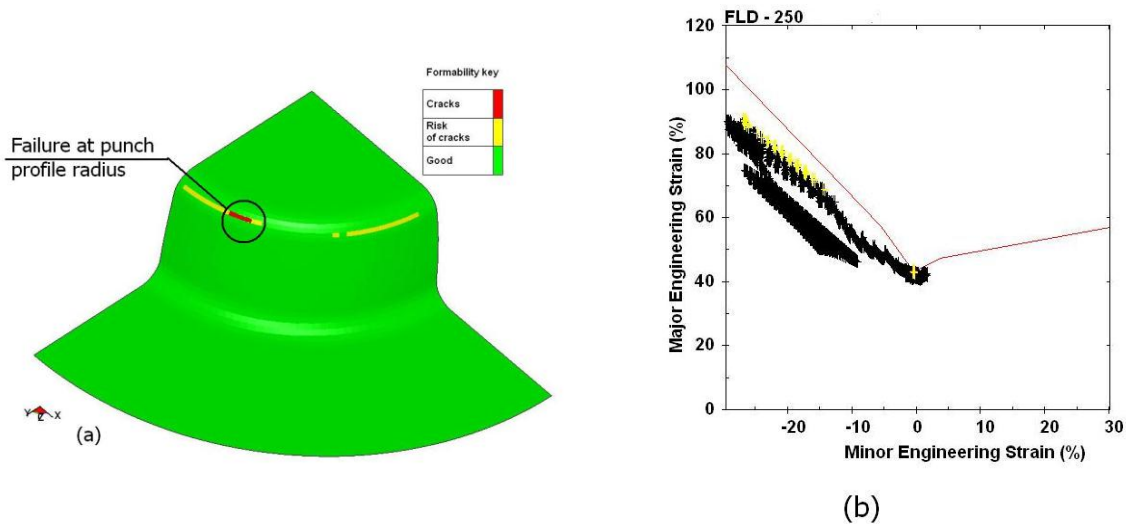 Formability key
Cracks
Risk
of cracks
Good
Failure at punch
profile radius
Y Z X
(a)
FLD - 250
Major Engineering Strain (%)
120
100
80
60
40
20
0
-20
-10
0
10
20
30
Minor Engineering Strain (%)
(b)